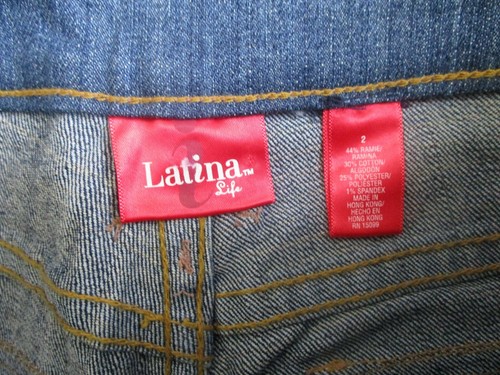 Latina™
Life
2
44% RAMIE/
RAMINA
30% COTTON/
ALGODON
25% POLYESTER/
POLIESTER
1% SPANDEX
MADE IN
HONG KONG/
HECHO EN
HONG KONG
RN 15099